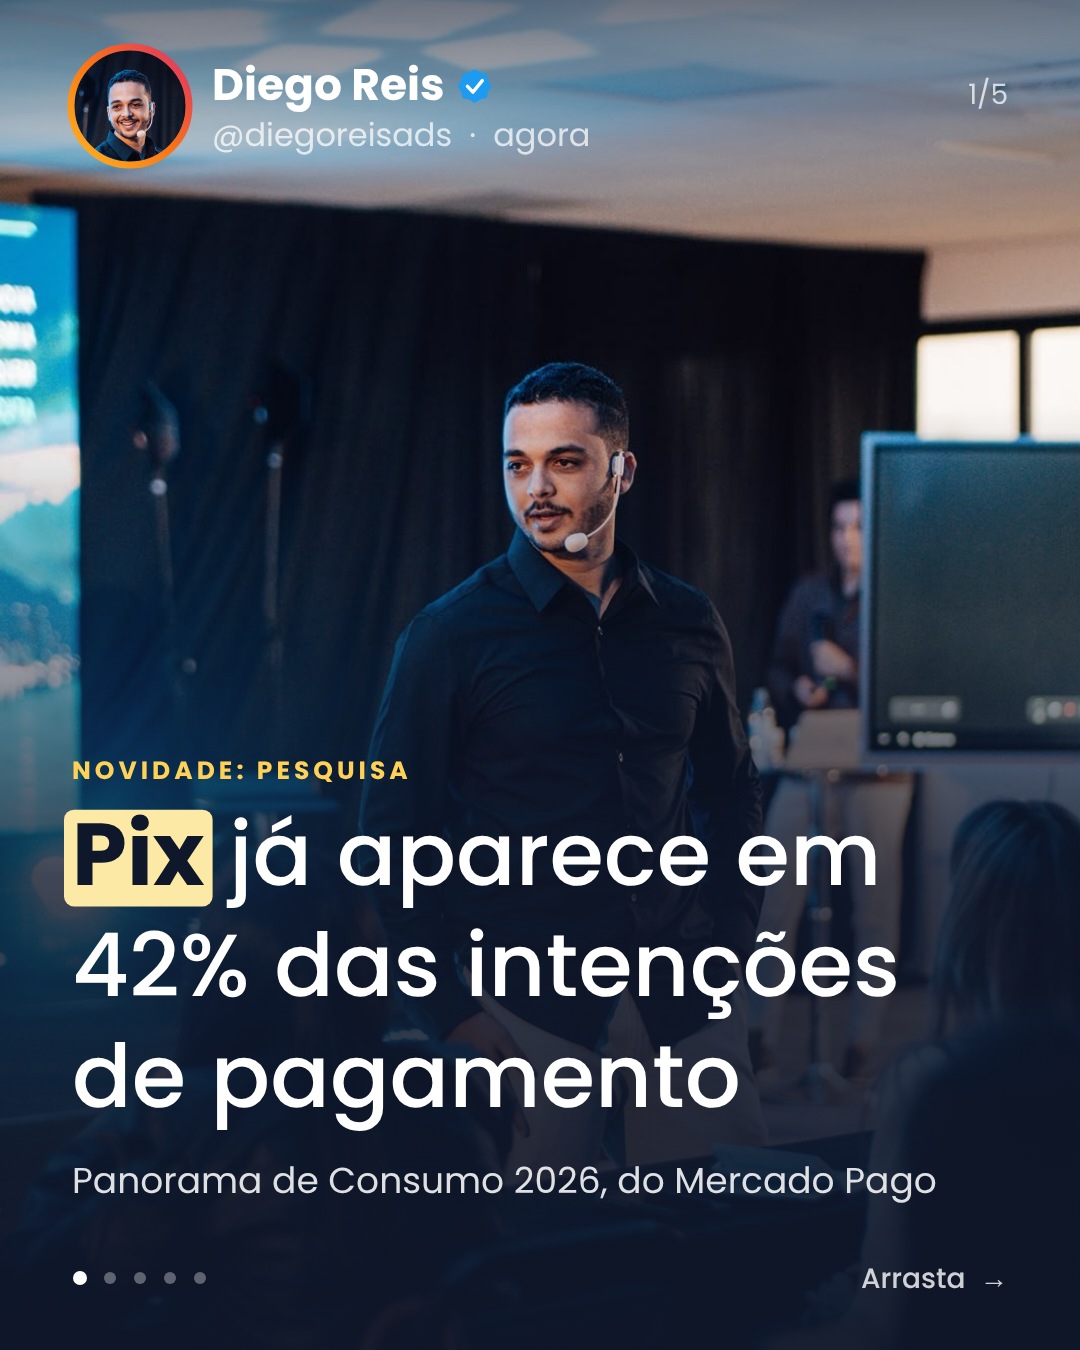 Diego Reis
@diegoreisads · agora
1/5
NOVIDADE: PESQUISA
Pix já aparece em
42% das intenções
de pagamento
Panorama de Consumo 2026, do Mercado Pago
Arrasta →